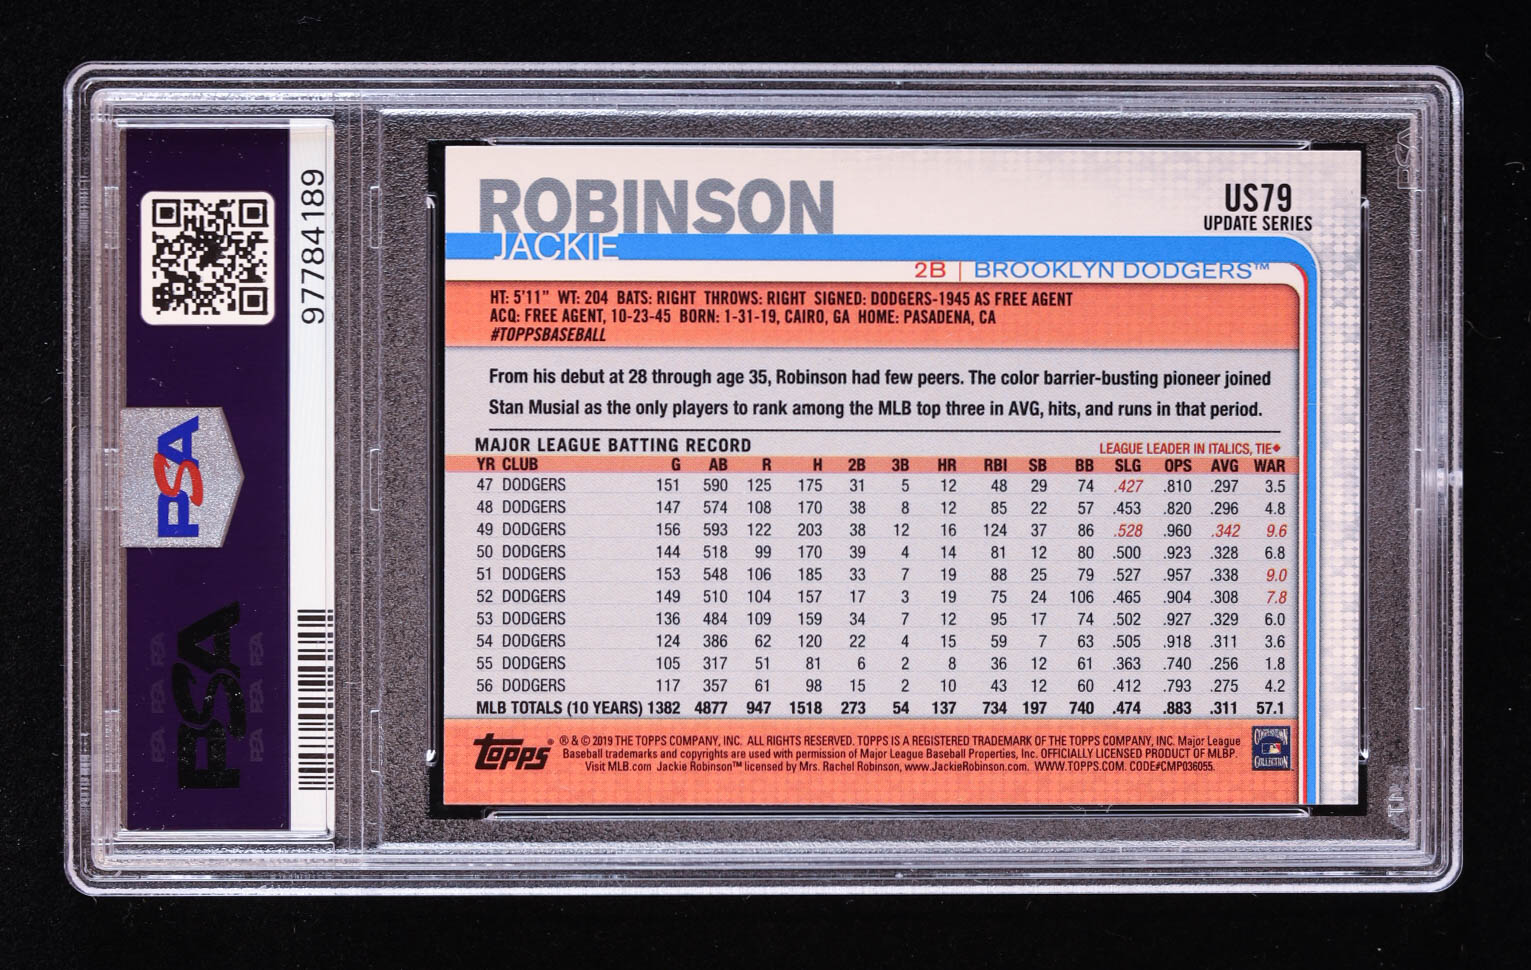 97784189
PSA
PSA
ROBINSON
JACKIE
US79
UPDATE SERIES
2B | BROOKLYN DODGERS™
HT: 5'11" WT: 204 BATS: RIGHT THROWS: RIGHT SIGNED: DODGERS-1945 AS FREE AGENT
ACQ: FREE AGENT, 10-23-45 BORN: 1-31-19, CAIRO, GA HOME: PASADENA, CA
#TOPPSBASEBALL
From his debut at 28 through age 35, Robinson had few peers. The color barrier-busting pioneer joined
Stan Musial as the only players to rank among the MLB top three in AVG, hits, and runs in that period.
MAJOR LEAGUE BATTING RECORD
LEAGUE LEADER IN ITALICS, TIE♦
YR CLUB G AB R H 2B 3B HR RBI SB BB SLG OPS AVG WAR
47 DODGERS 151 590 125 175 31 5 12 48 29 74 .427 .810 .297 3.5
48 DODGERS 147 574 108 170 38 8 12 85 22 57 .453 .820 .296 4.8
49 DODGERS 156 593 122 203 38 12 16 124 37 86 .528 .960 .342 9.6
50 DODGERS 144 518 99 170 39 4 14 81 12 80 .500 .923 .328 6.8
51 DODGERS 153 548 106 185 33 7 19 88 25 79 .527 .957 .338 9.0
52 DODGERS 149 510 104 157 17 3 19 75 24 106 .465 .904 .308 7.8
53 DODGERS 136 484 109 159 34 7 12 95 17 74 .502 .927 .329 6.0
54 DODGERS 124 386 62 120 22 4 15 59 7 63 .505 .918 .311 3.6
55 DODGERS 105 317 51 81 6 2 8 36 12 61 .363 .740 .256 1.8
56 DODGERS 117 357 61 98 15 2 10 43 12 60 .412 .793 .275 4.2
MLB TOTALS (10 YEARS) 1382 4877 947 1518 273 54 137 734 197 740 .474 .883 .311 57.1
Topps®
® & © 2019 THE TOPPS COMPANY, INC. ALL RIGHTS RESERVED. TOPPS IS A REGISTERED TRADEMARK OF THE TOPPS COMPANY, INC. Major League
Baseball trademarks and copyrights are used with permission of Major League Baseball Properties, Inc. OFFICIALLY LICENSED PRODUCT OF MLBP.
Visit MLB.com Jackie Robinson™ licensed by Mrs. Rachel Robinson, www.JackieRobinson.com. WWW.TOPPS.COM. CODE#CMP036055.
COOPERSTOWN
COLLECTION
PSA